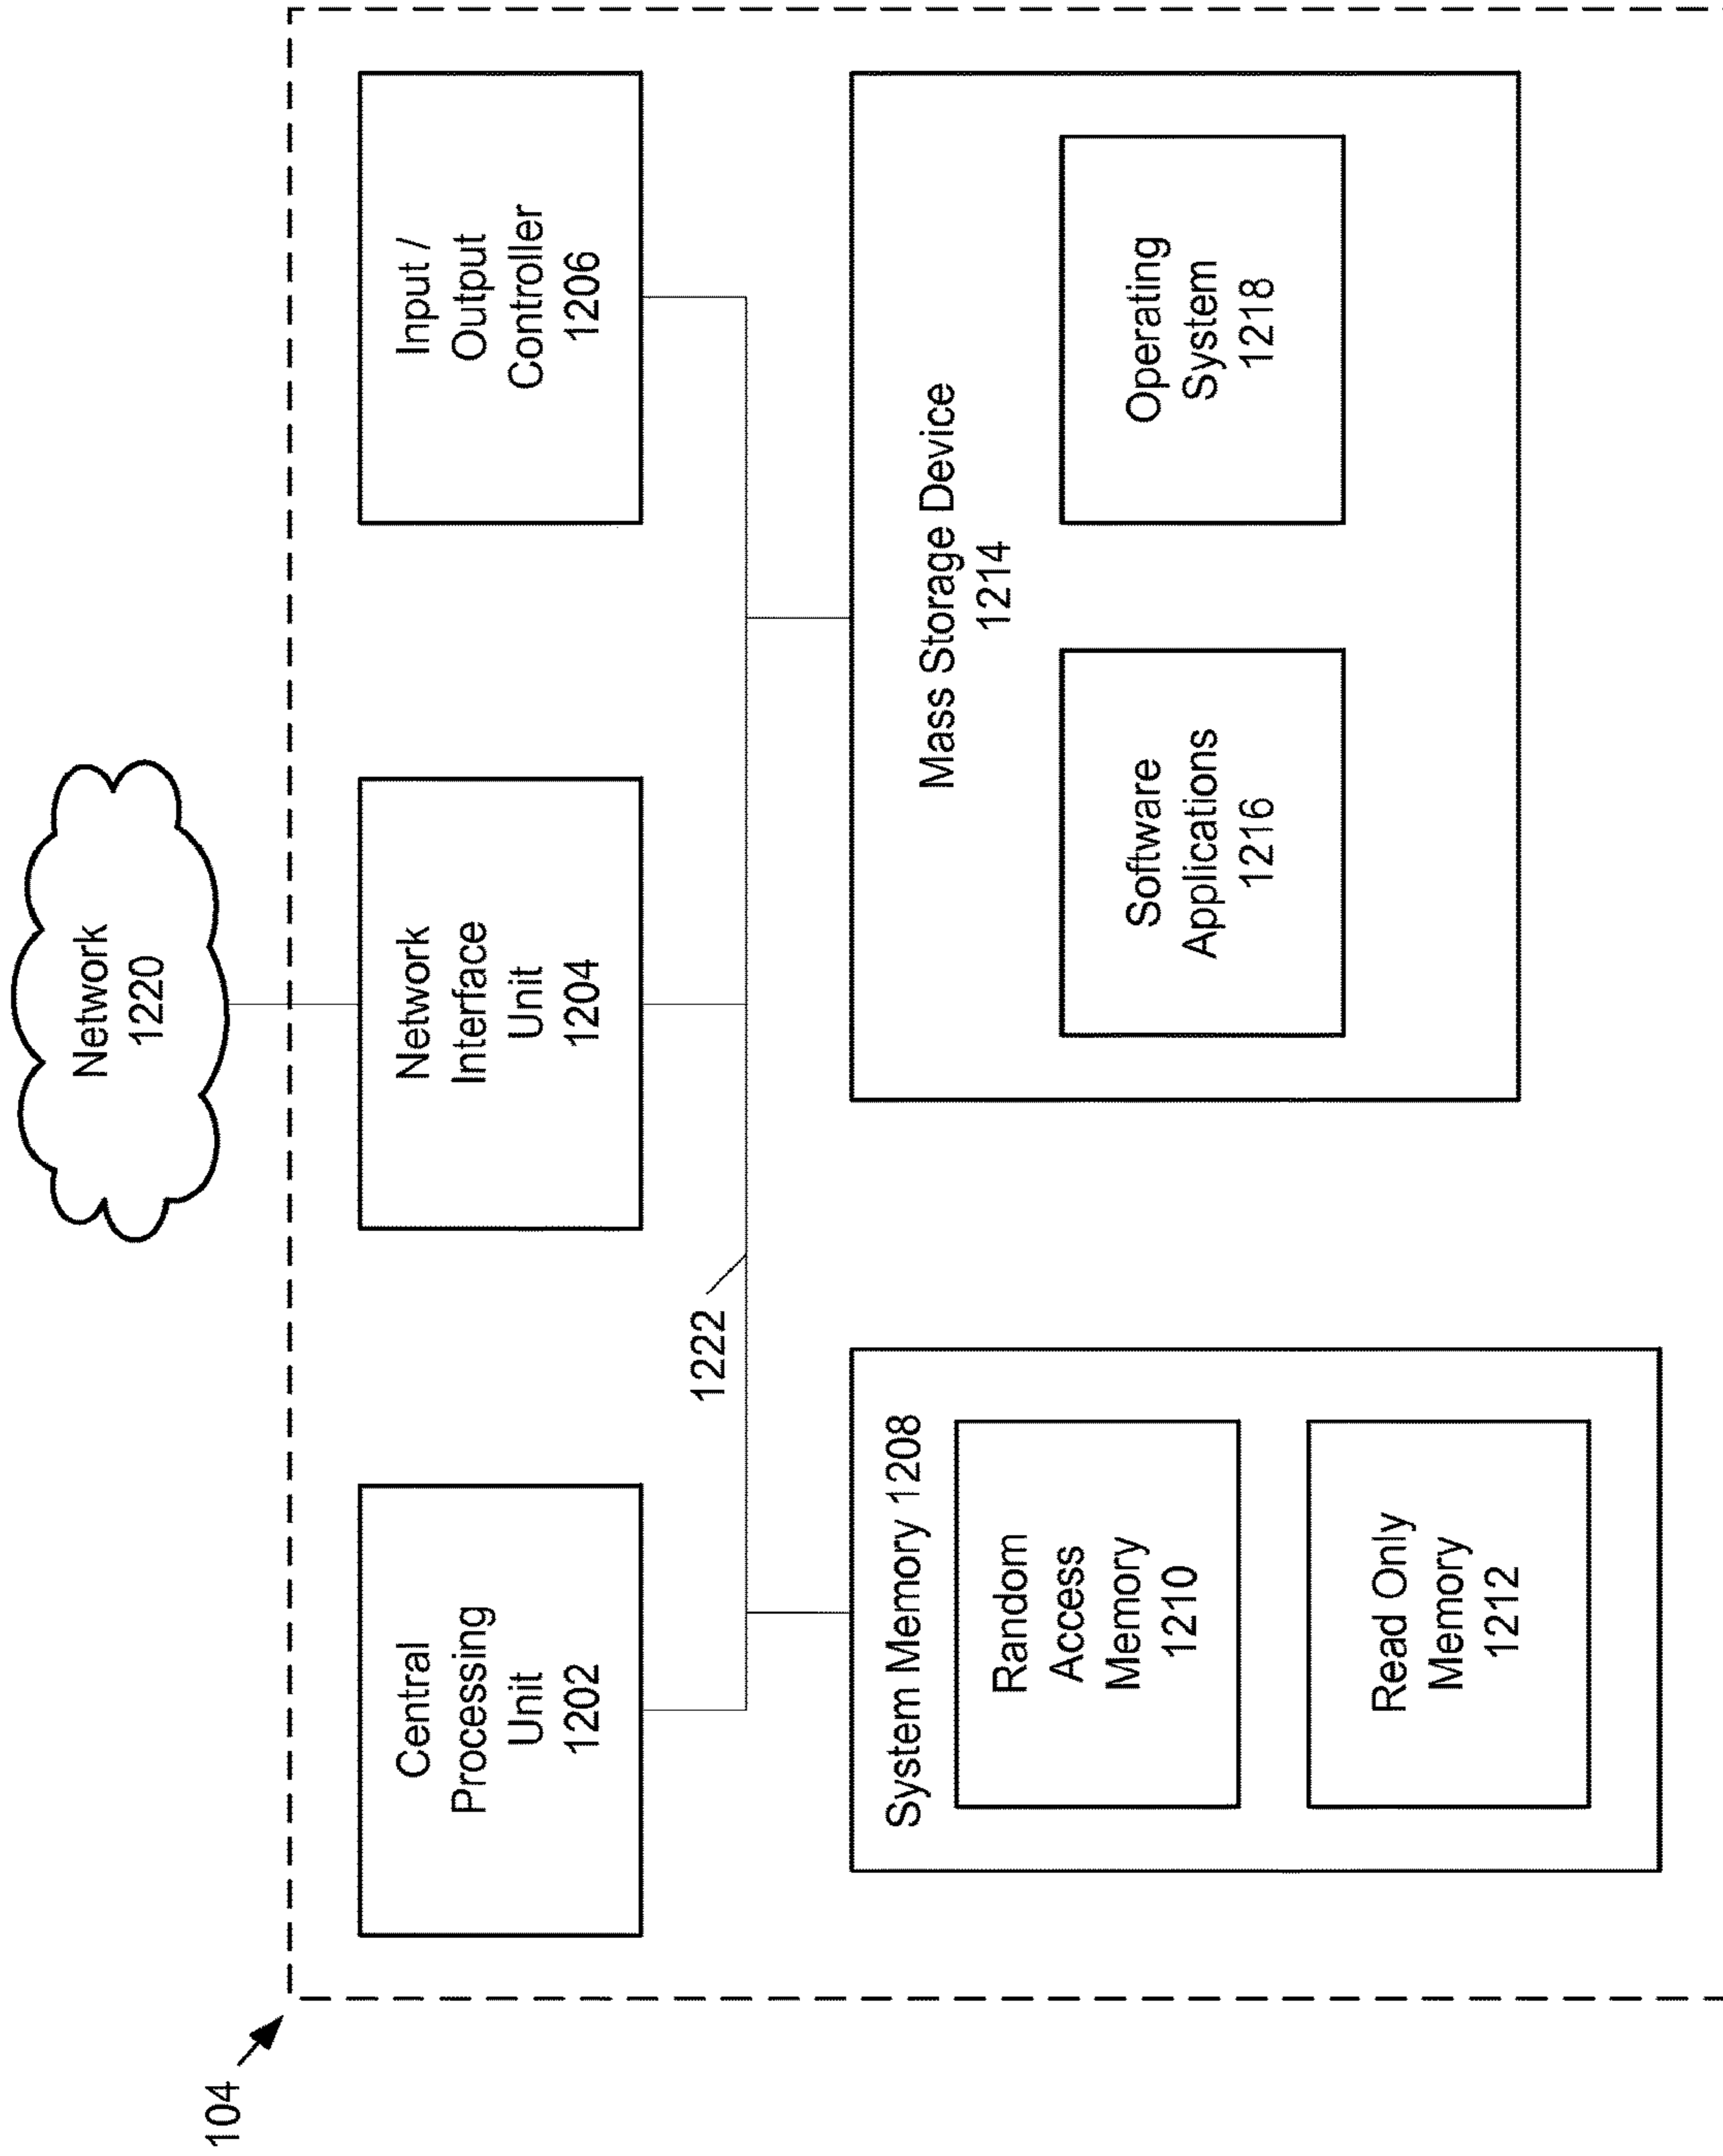 Network
1220
104
Central
Processing
Unit
1202
Network
Interface
Unit
1204
Input /
Output
Controller
1206
1222
System Memory 1208
Random
Access
Memory
1210
Read Only
Memory
1212
Mass Storage Device
1214
Software
Applications
1216
Operating
System
1218